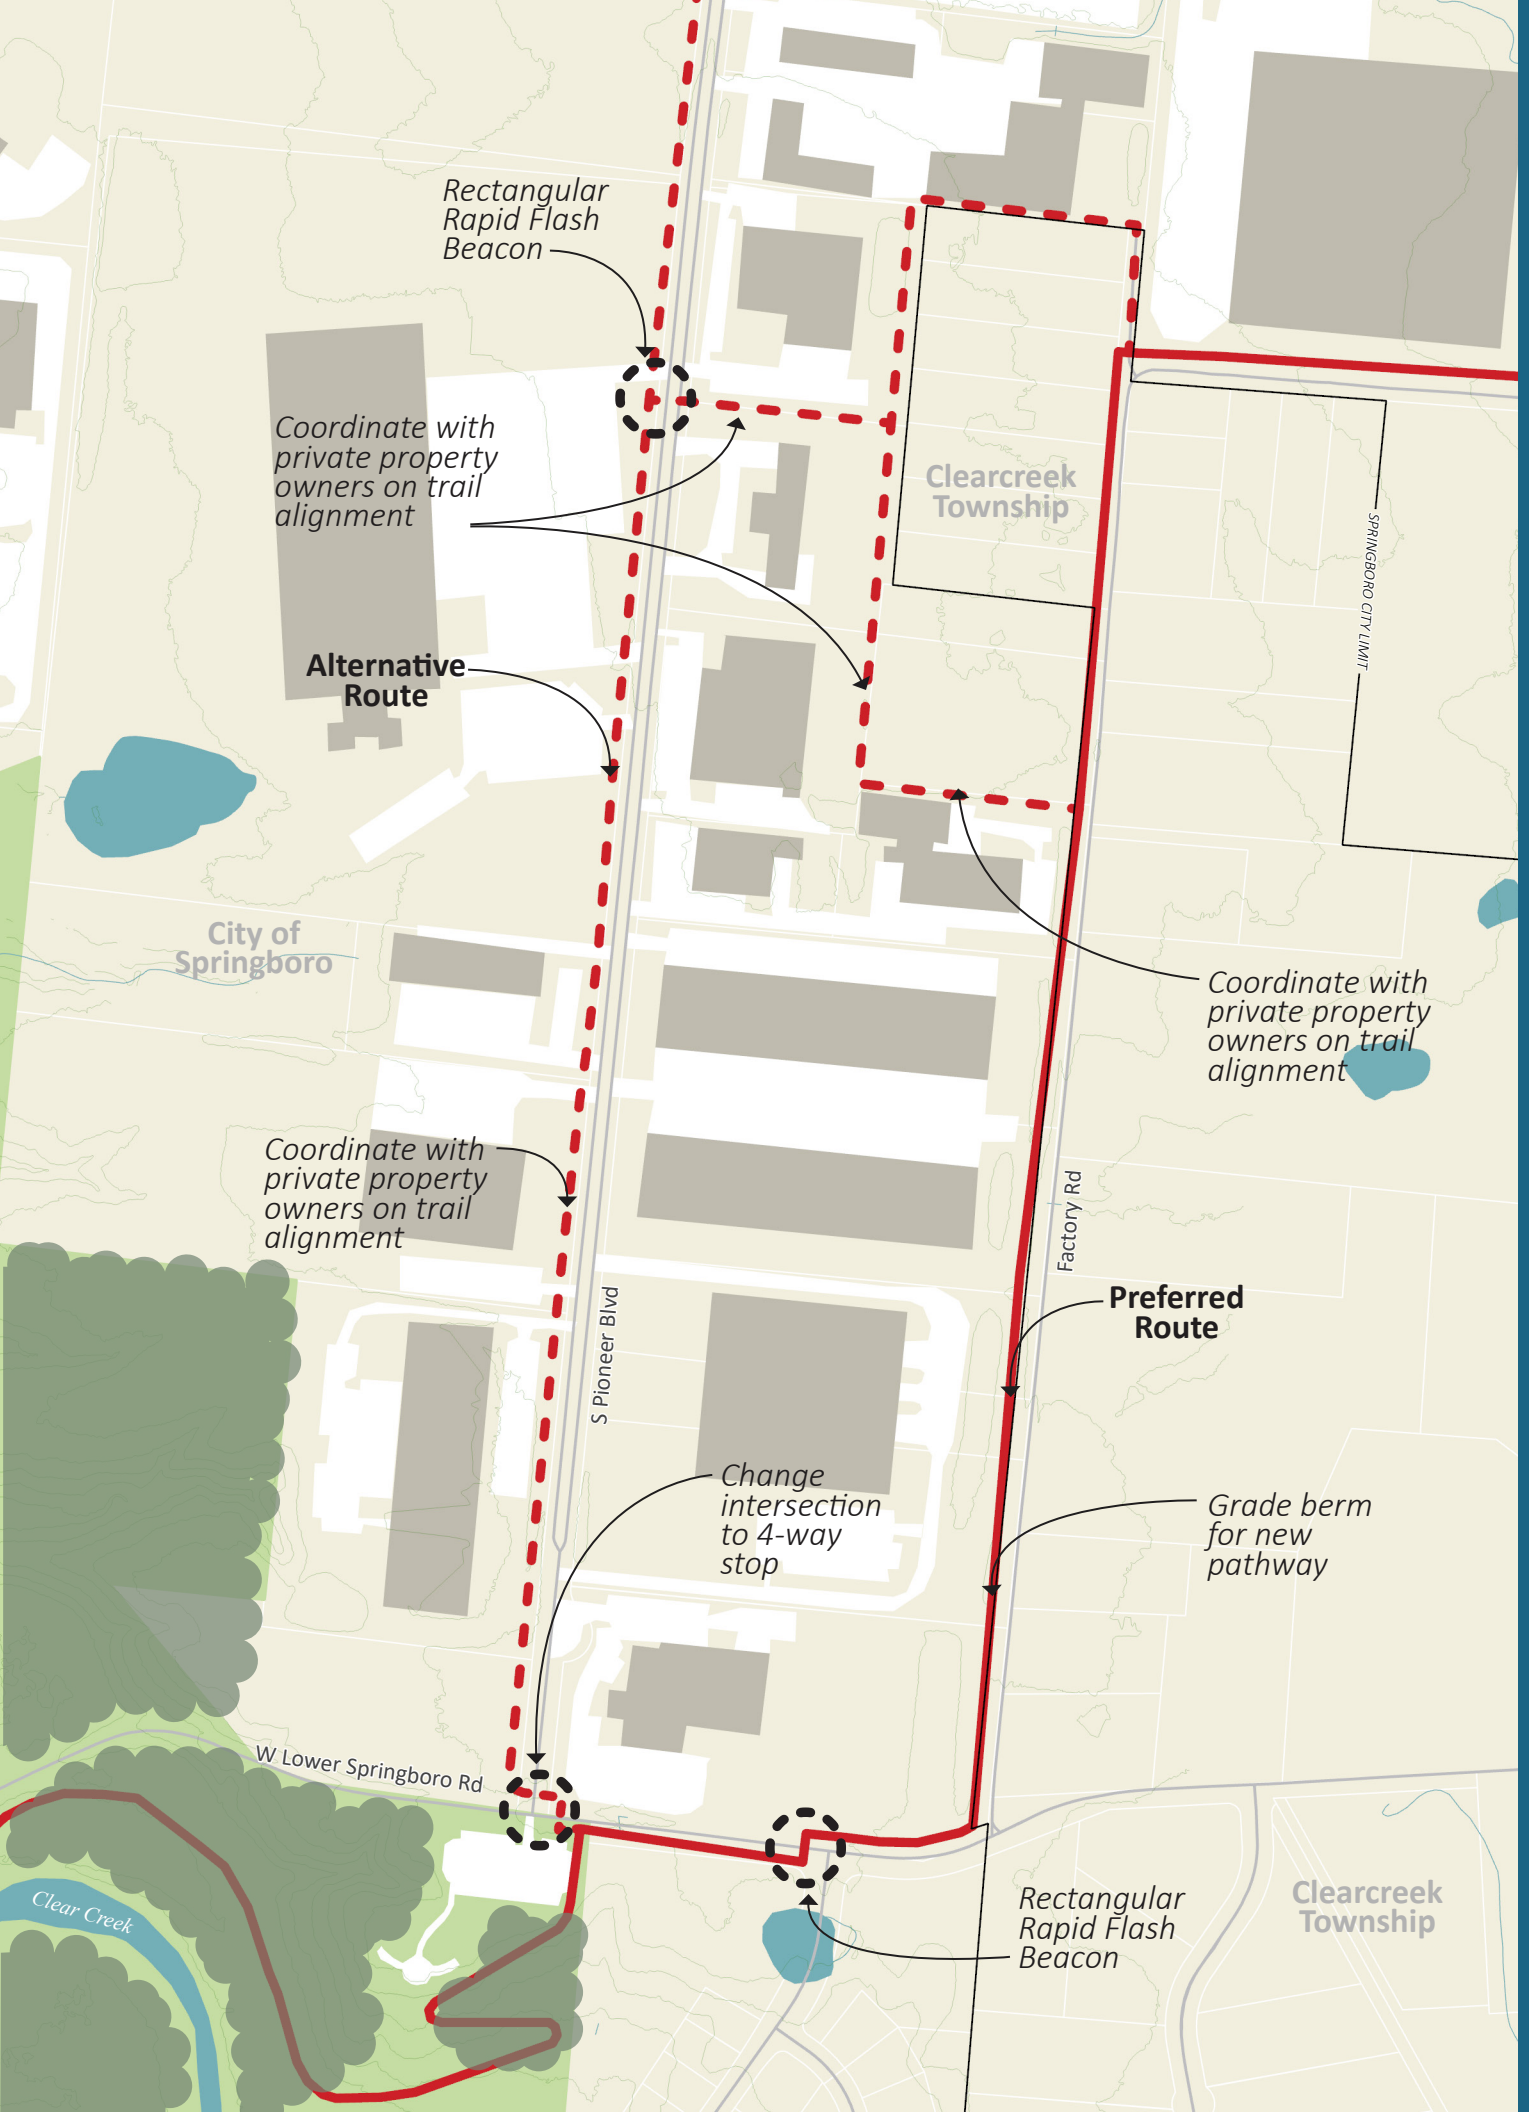 Rectangular
Rapid Flash
Beacon
Coordinate with
private property
owners on trail
alignment
Clearcreek
Township
SPRINGBORO CITY LIMIT
Alternative
Route
City of
Springboro
Coordinate with
private property
owners on trail
alignment
Coordinate with
private property
owners on trail
alignment
Factory Rd
Preferred
Route
S Pioneer Blvd
Change
intersection
to 4-way
stop
Grade berm
for new
pathway
W Lower Springboro Rd
Clear Creek
Rectangular
Rapid Flash
Beacon
Clearcreek
Township